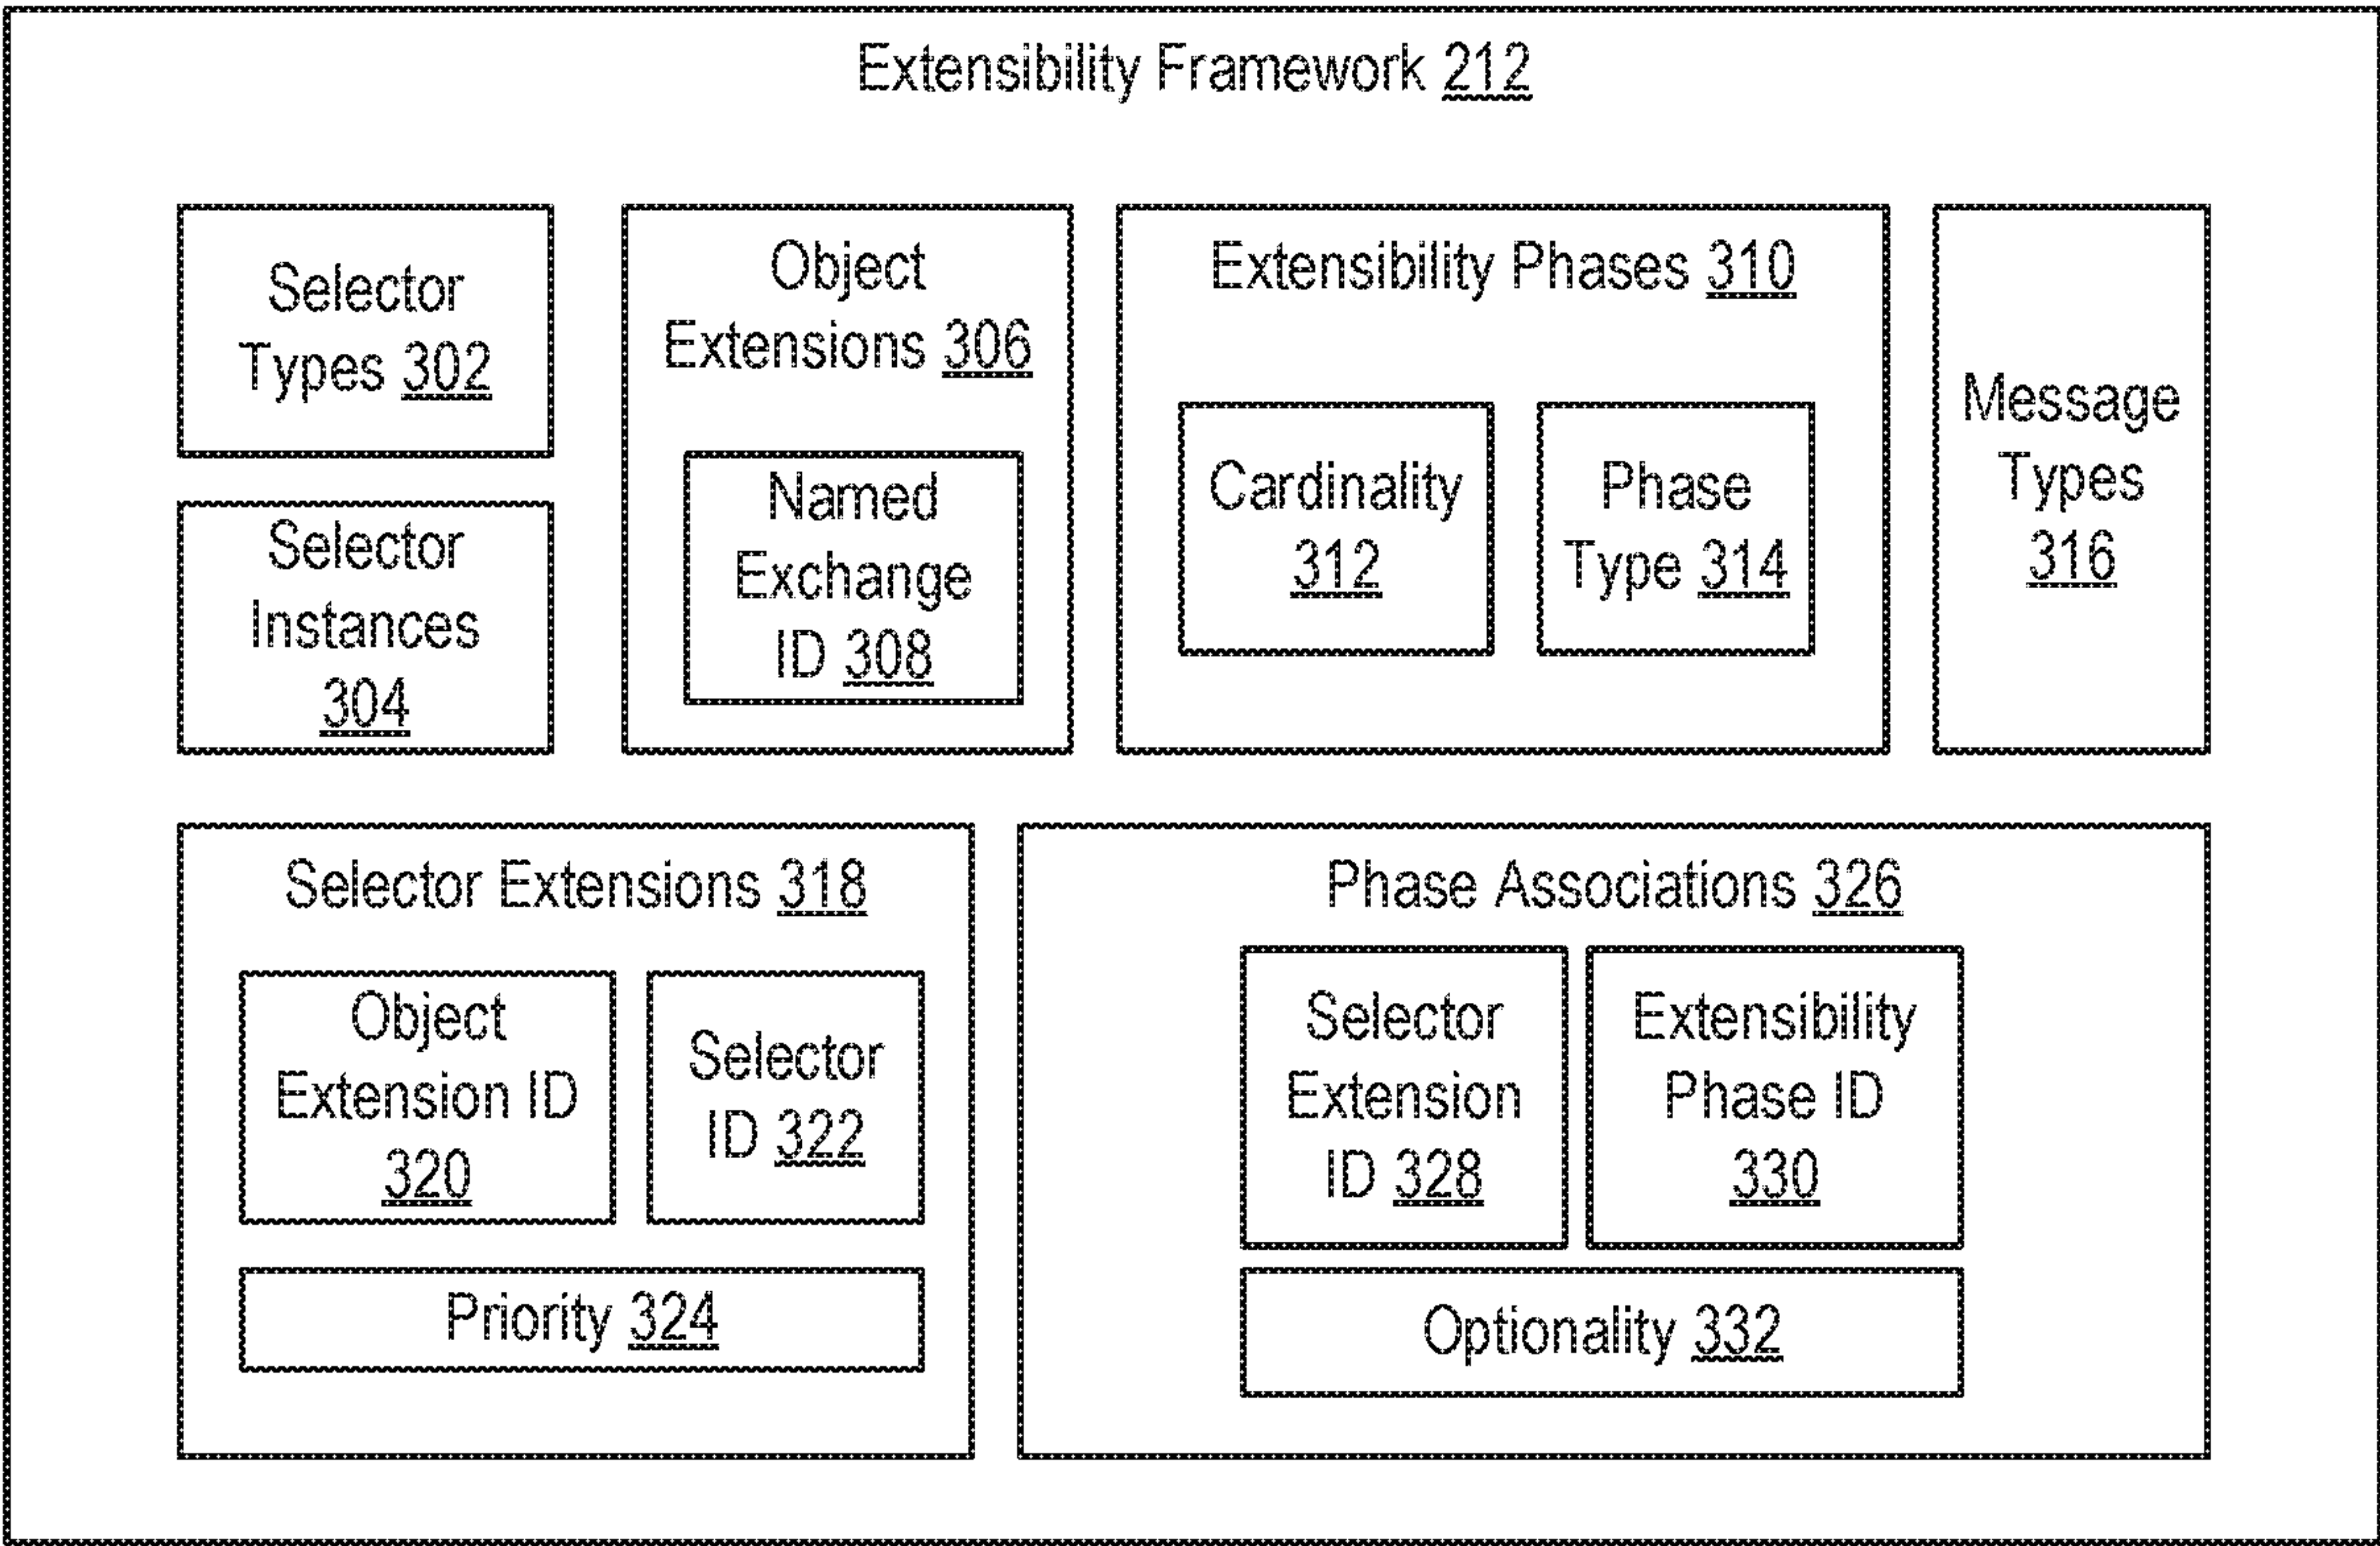 Extensibility Framework 212
Selector
Types 302
Selector
Instances
304
Object
Extensions 306
Named
Exchange
ID 308
Extensibility Phases 310
Cardinality
312
Phase
Type 314
Message
Types
316
Selector Extensions 318
Object
Extension ID
320
Selector
ID 322
Priority 324
Phase Associations 326
Selector
Extension
ID 328
Extensibility
Phase ID
330
Optionality 332